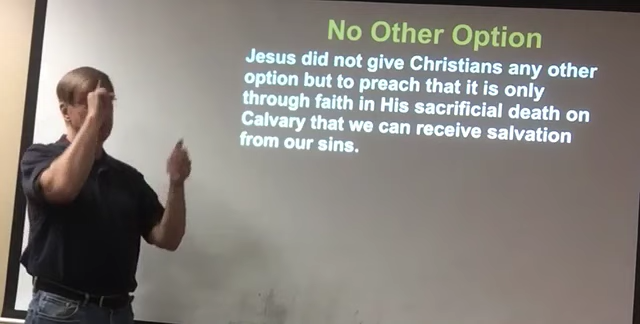 No Other Option
Jesus did not give Christians any other
option but to preach that it is only
through faith in His sacrificial death on
Calvary that we can receive salvation
from our sins.